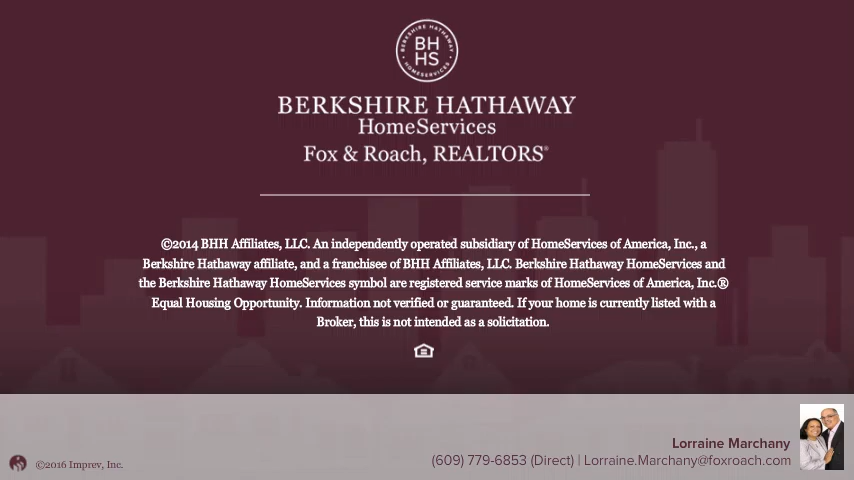 BERKSHIRE HATHAWAY
BH
HS
HOMESERVICES
BERKSHIRE HATHAWAY
HomeServices
Fox & Roach, REALTORS®
©2014 BHH Affiliates, LLC. An independently operated subsidiary of HomeServices of America, Inc., a
Berkshire Hathaway affiliate, and a franchisee of BHH Affiliates, LLC. Berkshire Hathaway HomeServices and
the Berkshire Hathaway HomeServices symbol are registered service marks of HomeServices of America, Inc.®
Equal Housing Opportunity. Information not verified or guaranteed. If your home is currently listed with a
Broker, this is not intended as a solicitation.
Lorraine Marchany
(609) 779-6853 (Direct) | Lorraine.Marchany@foxroach.com
©2016 Imprev, Inc.